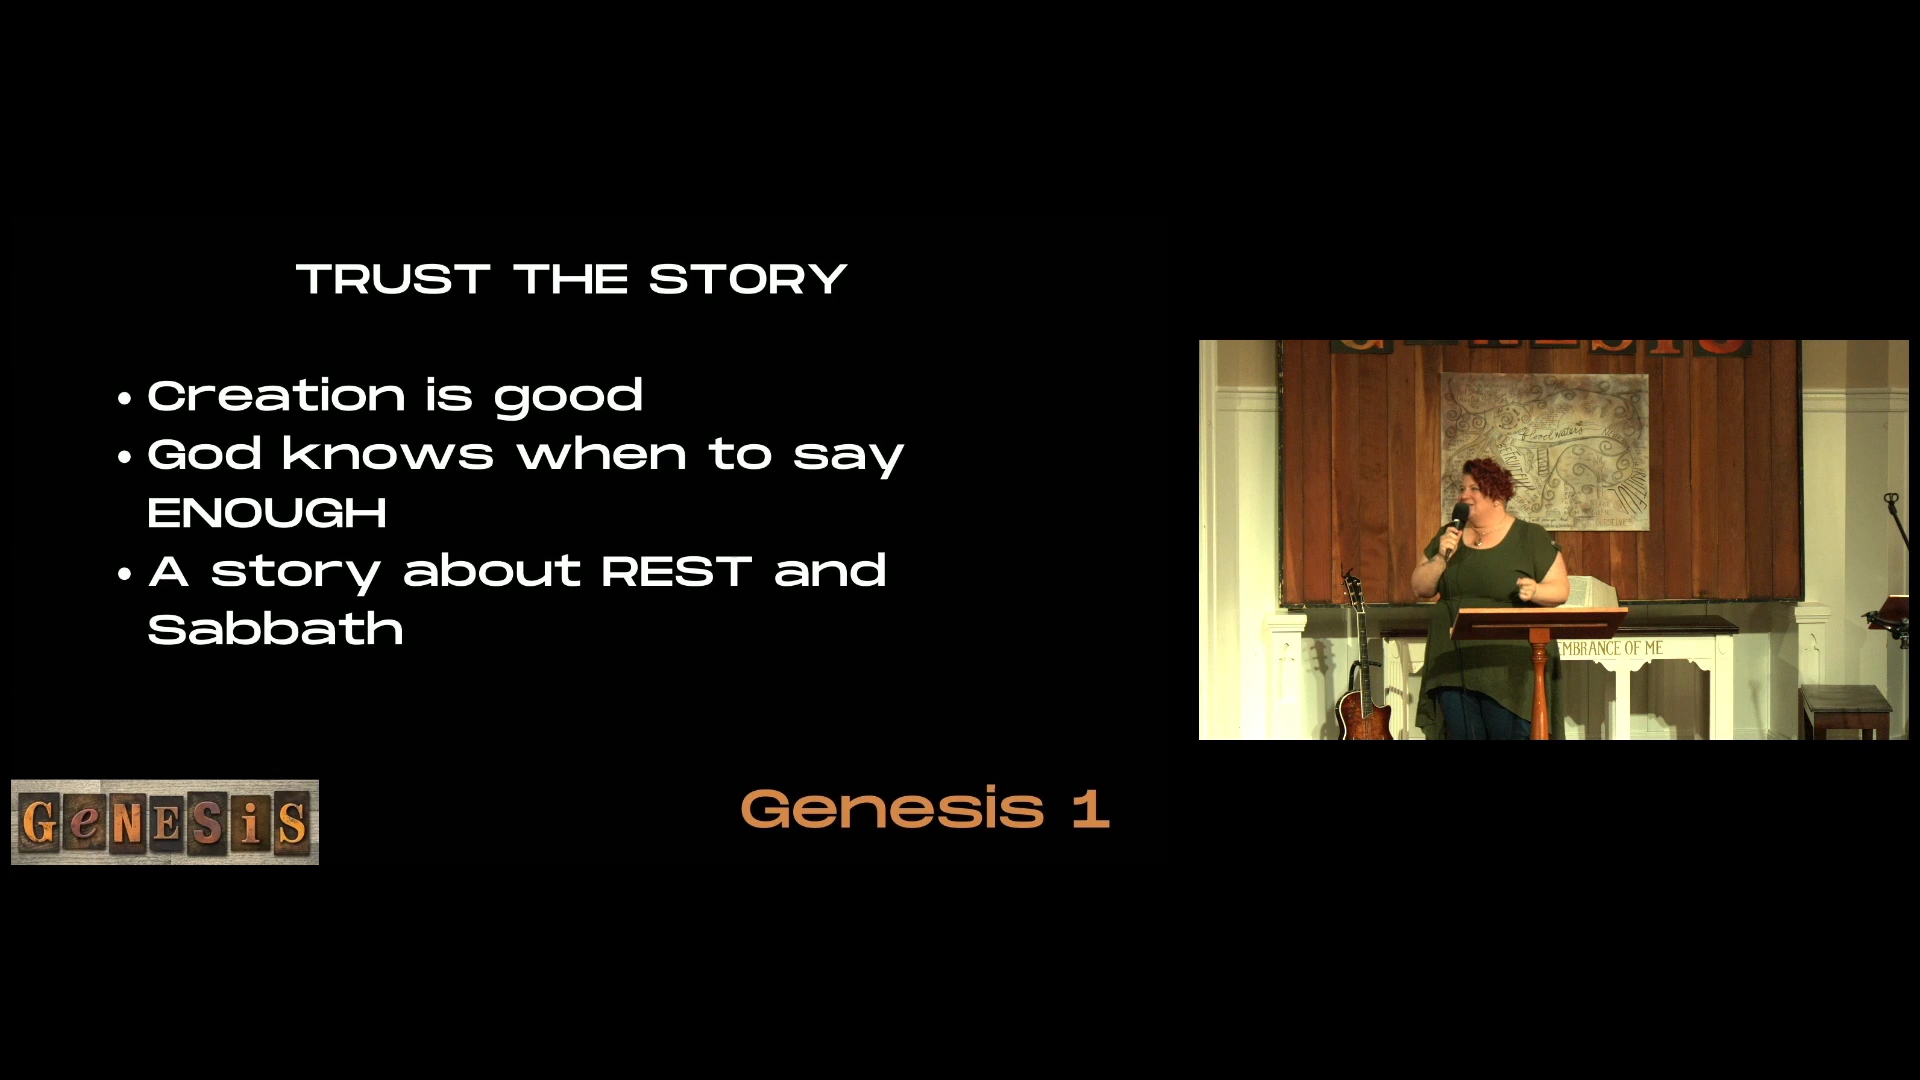 TRUST THE STORY
• Creation is good
• God knows when to say
ENOUGH
• A story about REST and
Sabbath
GeNESiS
Genesis 1
GENESIS
EMBRANCE OF ME